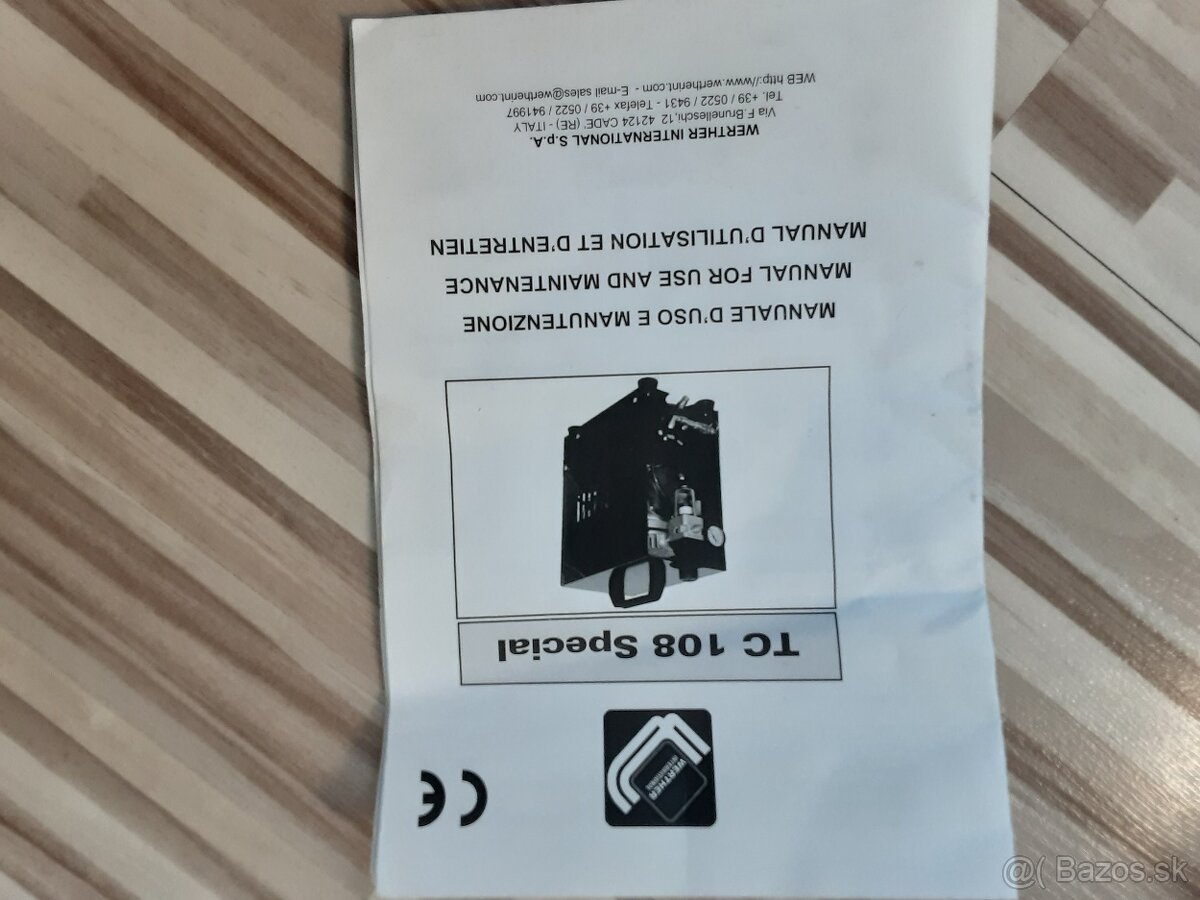 WERTHER
INTERNATIONAL
CE
TC 108 Special
MANUALE D'USO E MANUTENZIONE
MANUAL FOR USE AND MAINTENANCE
MANUAL D'UTILISATION ET D'ENTRETIEN
WERTHER INTERNATIONAL S.p.A.
Via F.Brunelleschi,12 42124 CADE' (RE) - ITALY
Tel. +39 / 0522 / 9431 - Telefax +39 / 0522 / 941997
WEB http://www.wertherint.com - E-mail sales@wertherint.com
@( Bazos.sk